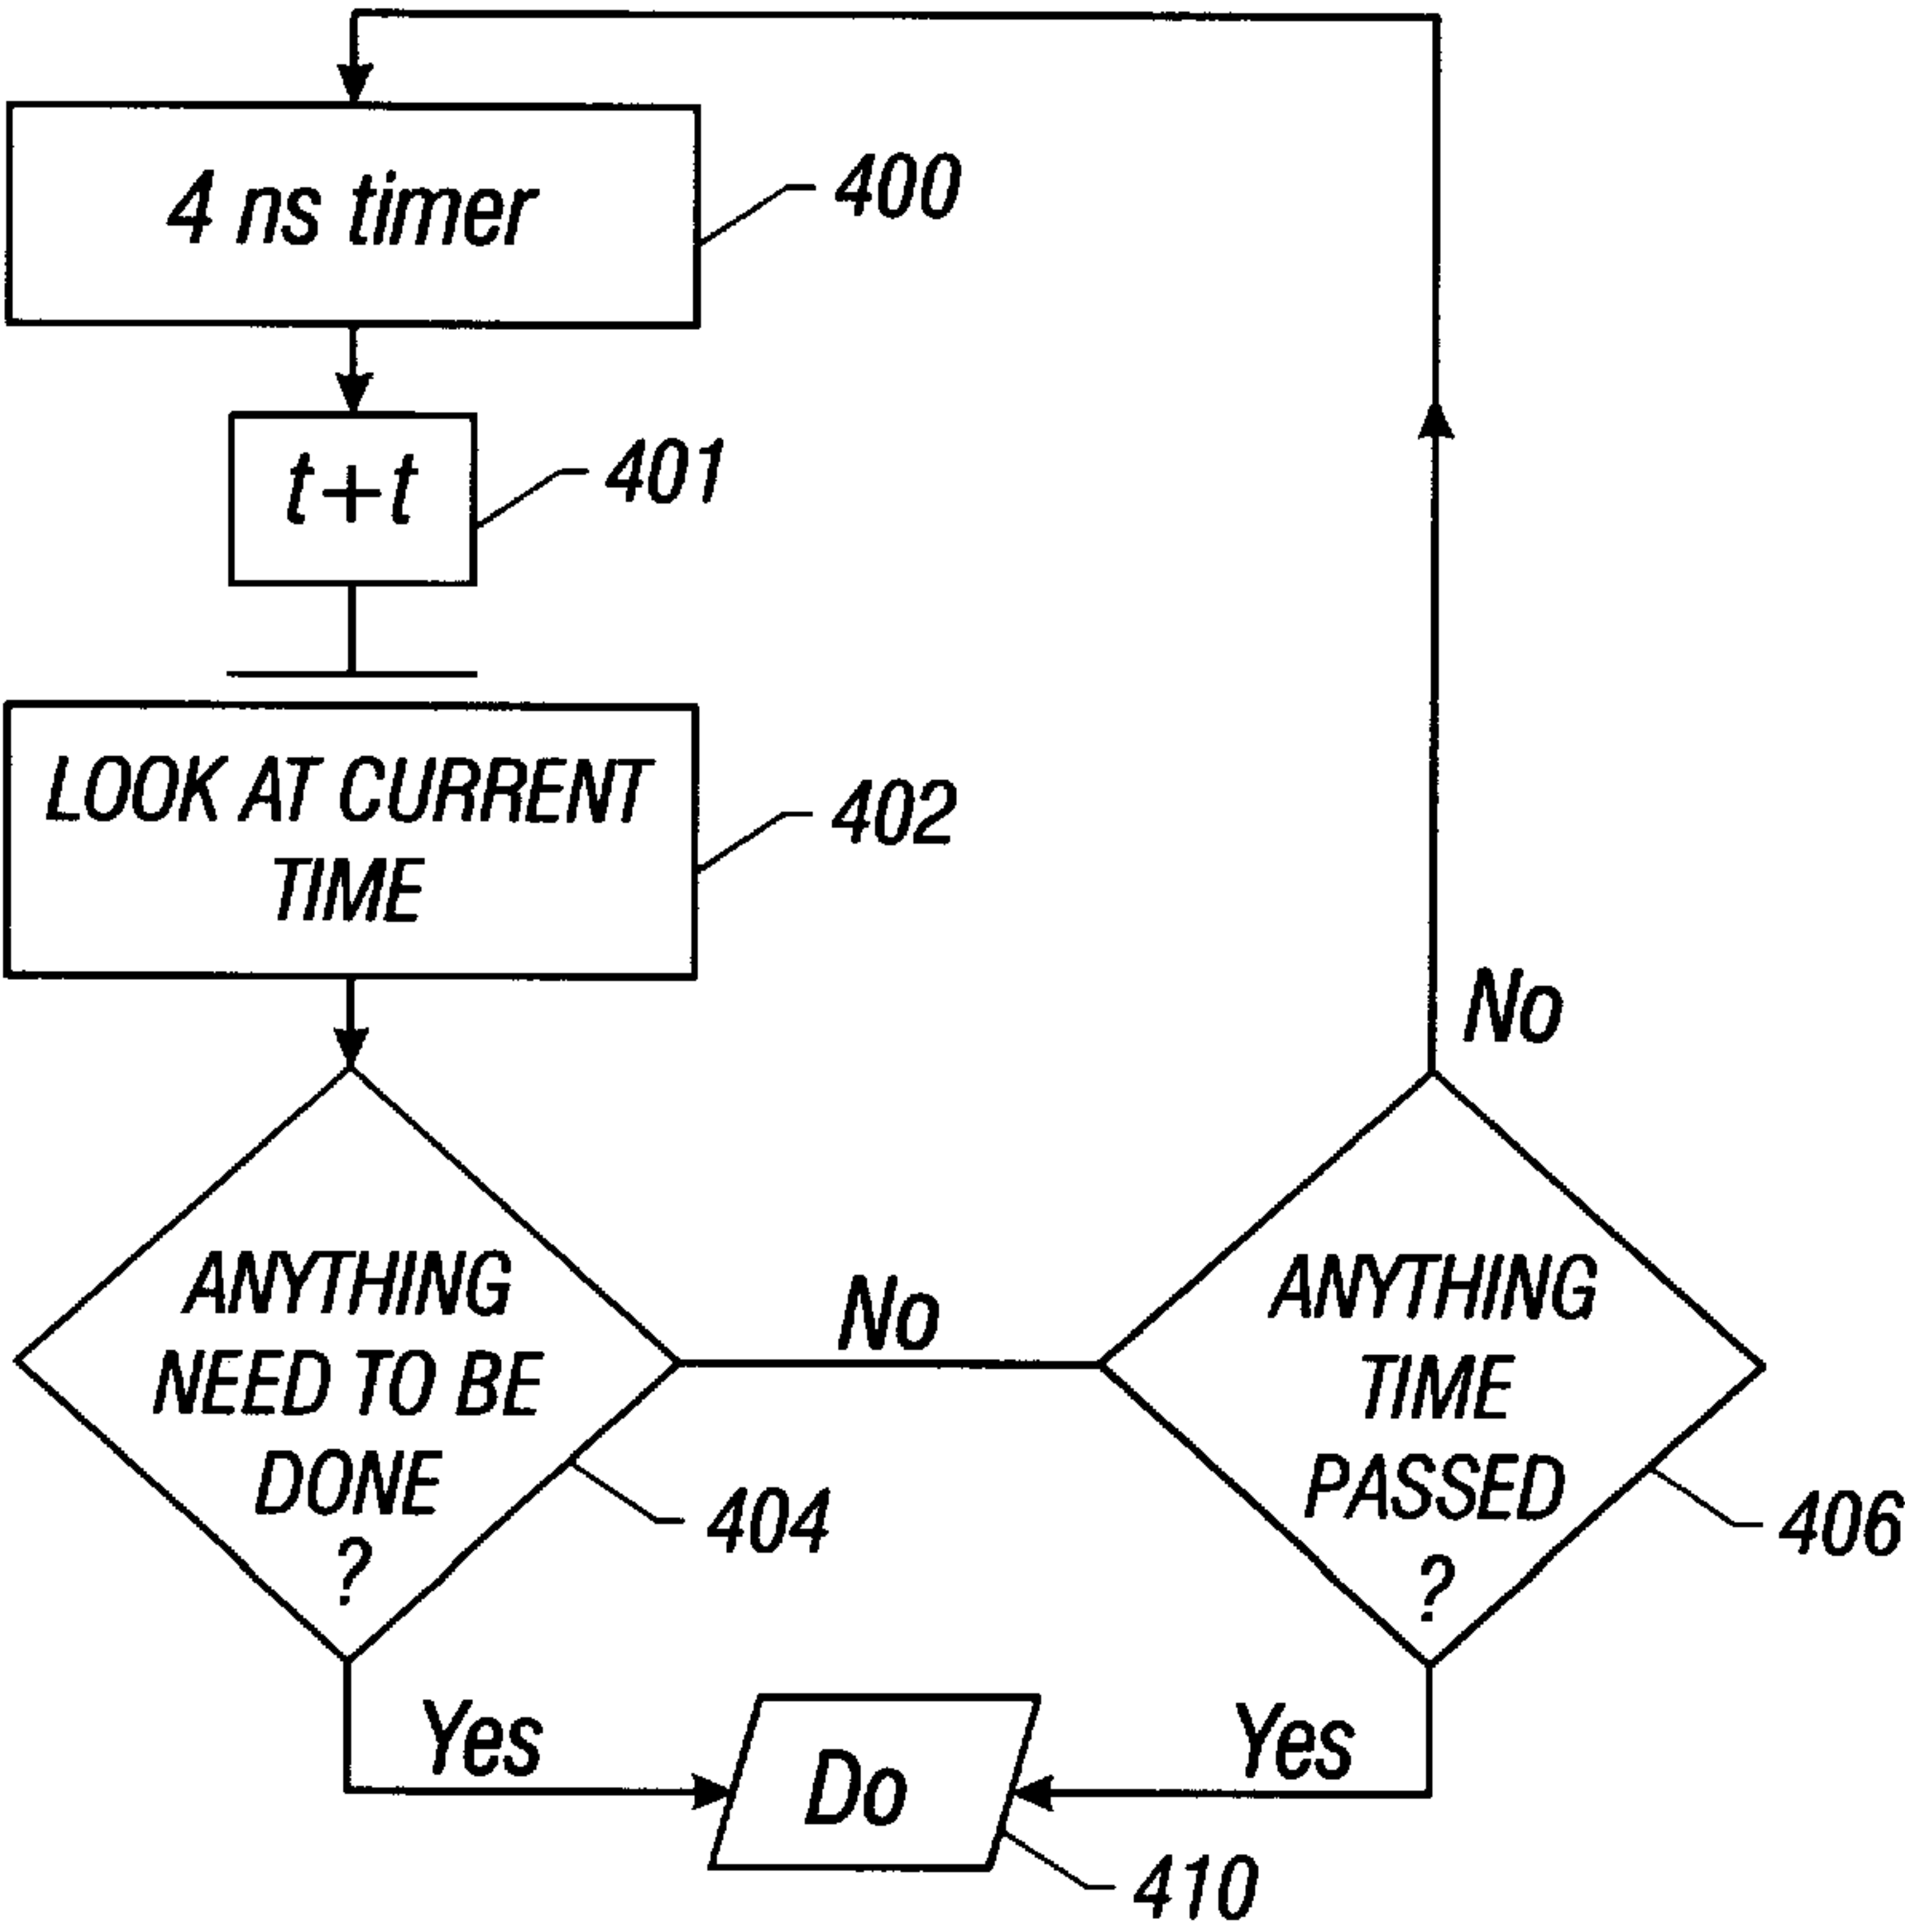 4 ns timer
400
t+t
401
LOOK AT CURRENT
TIME
402
ANYTHING
NEED TO BE
DONE
?
404
No
ANYTHING
TIME
PASSED
?
406
No
Yes
Do
Yes
410